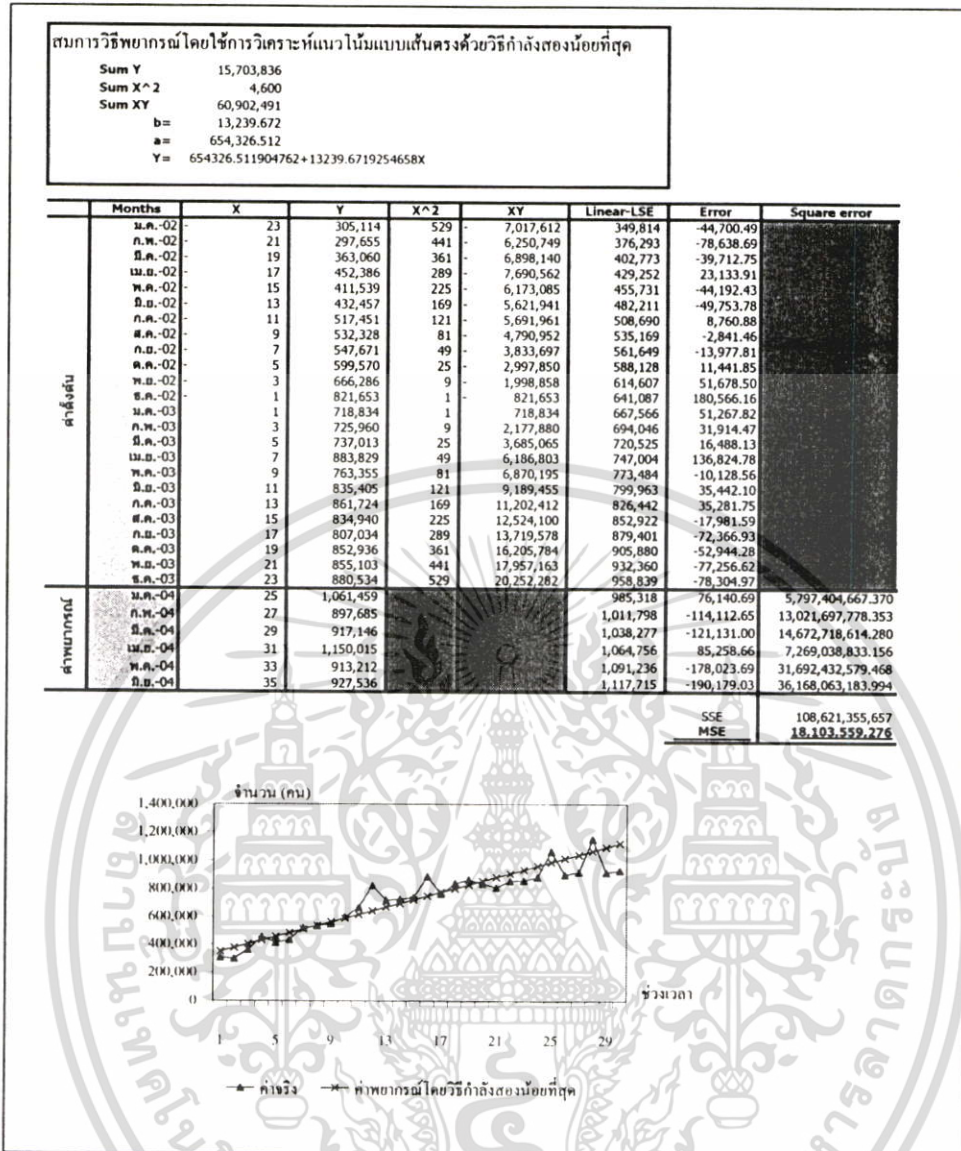 สมการวิธีพยากรณ์โดยใช้การวิเคราะห์แนวโน้มแบบเส้นตรงด้วยวิธีกำลังสองน้อยที่สุด
Sum Y 15,703,836
Sum X^2 4,600
Sum XY 60,902,491
b= 13,239.672
a= 654,326.512
Y= 654326.511904762+13239.6719254658X
Months X Y X^2 XY Linear-LSE Error Square error
ค่าตั้งต้น
ม.ค.-02 - 23 305,114 529 - 7,017,612 349,814 -44,700.49
ก.พ.-02 - 21 297,655 441 - 6,250,749 376,293 -78,638.69
มี.ค.-02 - 19 363,060 361 - 6,898,140 402,773 -39,712.75
เม.ย.-02 - 17 452,386 289 - 7,690,562 429,252 23,133.91
พ.ค.-02 - 15 411,539 225 - 6,173,085 455,731 -44,192.43
มิ.ย.-02 - 13 432,457 169 - 5,621,941 482,211 -49,753.78
ก.ค.-02 - 11 517,451 121 - 5,691,961 508,690 8,760.88
ส.ค.-02 - 9 532,328 81 - 4,790,952 535,169 -2,841.46
ก.ย.-02 - 7 547,671 49 - 3,833,697 561,649 -13,977.81
ต.ค.-02 - 5 599,570 25 - 2,997,850 588,128 11,441.85
พ.ย.-02 - 3 666,286 9 - 1,998,858 614,607 51,678.50
ธ.ค.-02 - 1 821,653 1 - 821,653 641,087 180,566.16
ม.ค.-03 1 718,834 1 718,834 667,566 51,267.82
ก.พ.-03 3 725,960 9 2,177,880 694,046 31,914.47
มี.ค.-03 5 737,013 25 3,685,065 720,525 16,488.13
เม.ย.-03 7 883,829 49 6,186,803 747,004 136,824.78
พ.ค.-03 9 763,355 81 6,870,195 773,484 -10,128.56
มิ.ย.-03 11 835,405 121 9,189,455 799,963 35,442.10
ก.ค.-03 13 861,724 169 11,202,412 826,442 35,281.75
ส.ค.-03 15 834,940 225 12,524,100 852,922 -17,981.59
ก.ย.-03 17 807,034 289 13,719,578 879,401 -72,366.93
ต.ค.-03 19 852,936 361 16,205,784 905,880 -52,944.28
พ.ย.-03 21 855,103 441 17,957,163 932,360 -77,256.62
ธ.ค.-03 23 880,534 529 20,252,282 958,839 -78,304.97
ค่าพยากรณ์
ม.ค.-04 25 1,061,459 985,318 76,140.69 5,797,404,667.370
ก.พ.-04 27 897,685 1,011,798 -114,112.65 13,021,697,778.353
มี.ค.-04 29 917,146 1,038,277 -121,131.00 14,672,718,614.280
เม.ย.-04 31 1,150,015 1,064,756 85,258.66 7,269,038,833.156
พ.ค.-04 33 913,212 1,091,236 -178,023.69 31,692,432,579.468
มิ.ย.-04 35 927,536 1,117,715 -190,179.03 36,168,063,183.994
SSE 108,621,355,657
MSE 18,103,559,276
จำนวน (คน)
1,400,000
1,200,000
1,000,000
800,000
600,000
400,000
200,000
0
ช่วงเวลา
1 5 9 13 17 21 25 29
ค่าจริง ค่าพยากรณ์โดยวิธีกำลังสองน้อยที่สุด